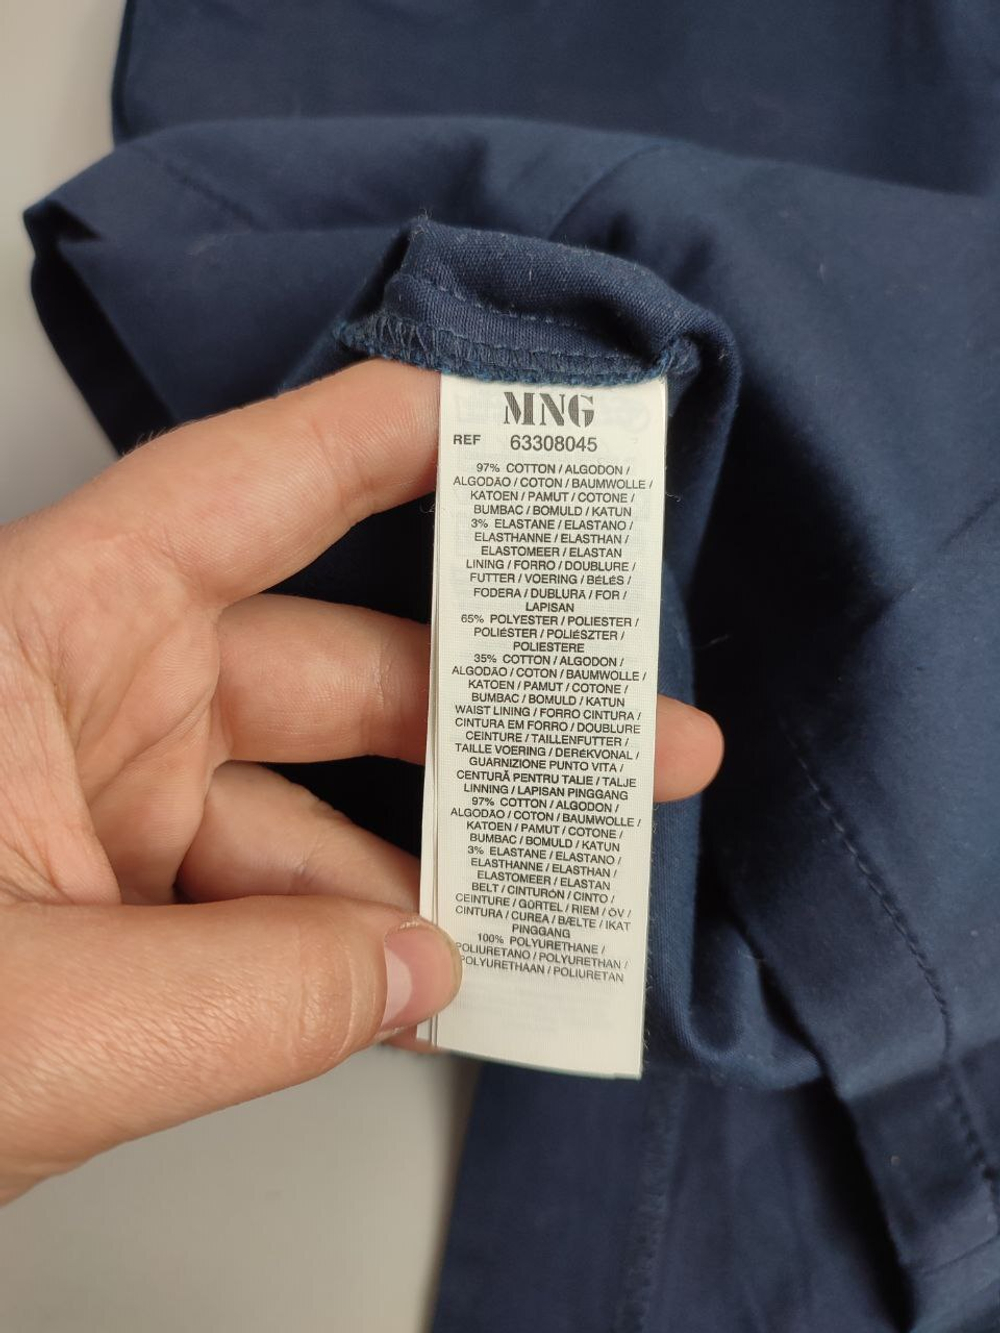 MNG
REF 63308045
97% COTTON / ALGODON /
ALGODÃO / COTON / BAUMWOLLE /
KATOEN / PAMUT / COTONE /
BUMBAC / BOMULD / KATUN
3% ELASTANE / ELASTANO /
ELASTHANNE / ELASTHAN /
ELASTOMEER / ELASTAN
LINING / FORRO / DOUBLURE /
FUTTER / VOERING / BÉLÉS /
FODERA / DUBLURĂ / FOR /
LAPISAN
65% POLYESTER / POLIESTER /
POLIÉSTER / POLIÉSZTER /
POLIESTERE
35% COTTON / ALGODON /
ALGODÃO / COTON / BAUMWOLLE /
KATOEN / PAMUT / COTONE /
BUMBAC / BOMULD / KATUN
WAIST LINING / FORRO CINTURA /
CINTURA EM FORRO / DOUBLURE
CEINTURE / TAILLENFUTTER /
TAILLE VOERING / DERÉKVONAL /
GUARNIZIONE PUNTO VITA /
CENTURĂ PENTRU TALIE / TALJE
LINNING / LAPISAN PINGGANG
97% COTTON / ALGODON /
ALGODÃO / COTON / BAUMWOLLE /
KATOEN / PAMUT / COTONE /
BUMBAC / BOMULD / KATUN
3% ELASTANE / ELASTANO /
ELASTHANNE / ELASTHAN /
ELASTOMEER / ELASTAN
BELT / CINTURÓN / CINTO /
CEINTURE / GÜRTEL / RIEM / ÖV /
CINTURA / CUREA / BÆLTE / IKAT
PINGGANG
100% POLYURETHANE /
POLIURETANO / POLYURETHAN /
POLYURETHAAN / POLIURETAN